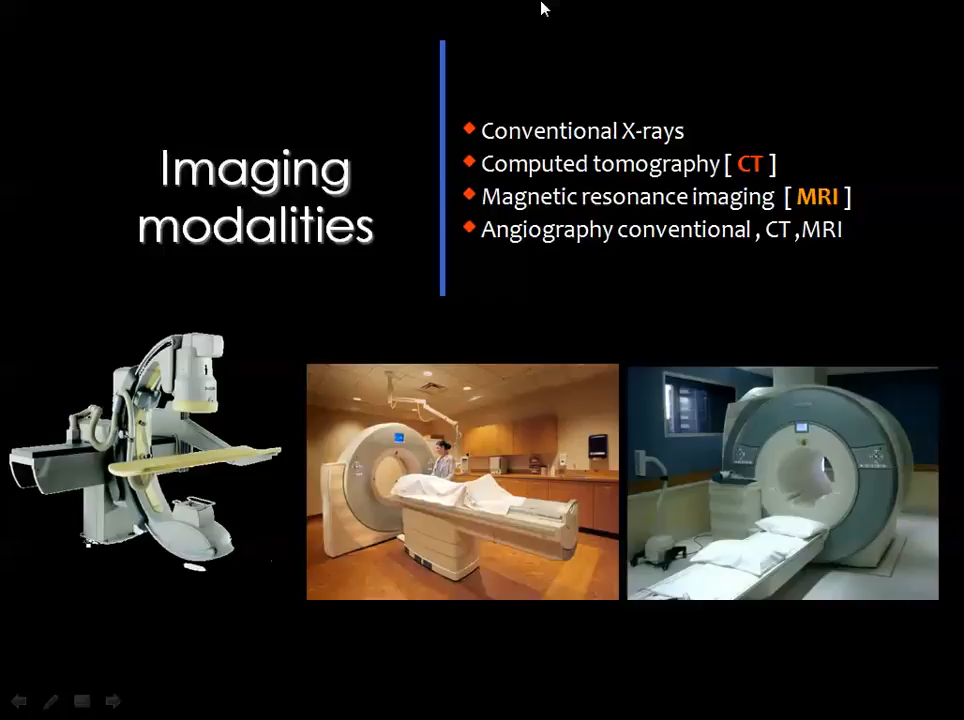 Imaging
modalities
Conventional X-rays
Computed tomography [ CT ]
Magnetic resonance imaging [ MRI ]
Angiography conventional , CT ,MRI